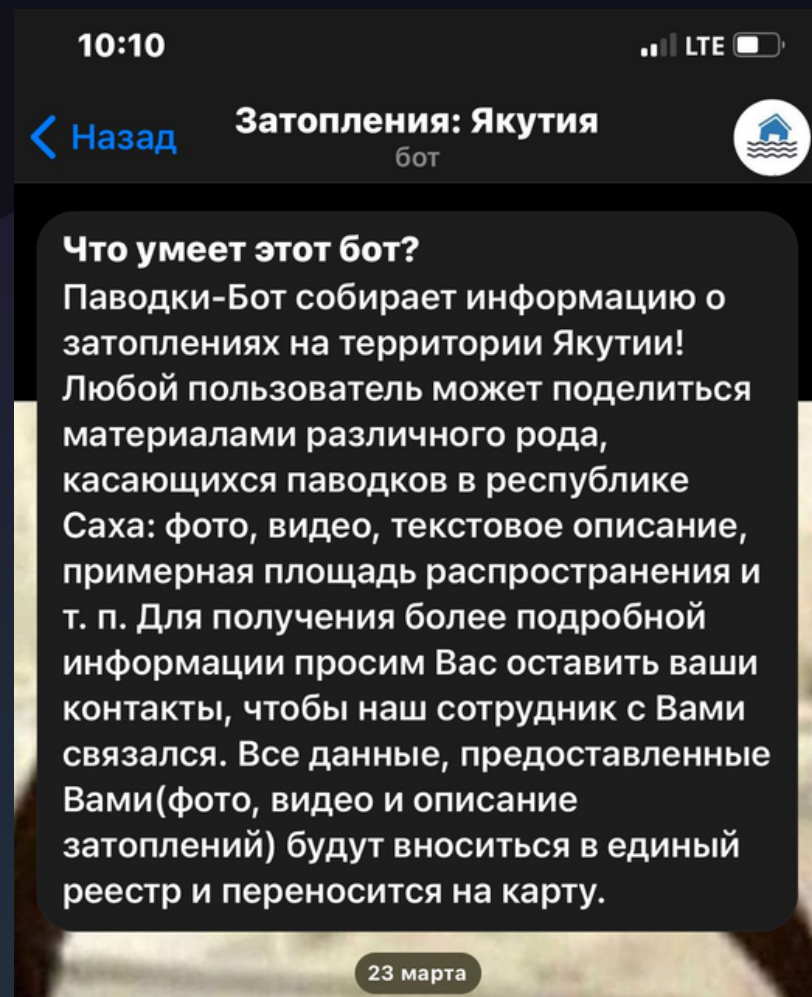 10:10
LTE
Назад
Затопления: Якутия
бот
Что умеет этот бот?
Паводки-Бот собирает информацию о
затоплениях на территории Якутии!
Любой пользователь может поделиться
материалами различного рода,
касающихся паводков в республике
Саха: фото, видео, текстовое описание,
примерная площадь распространения и
т. п. Для получения более подробной
информации просим Вас оставить ваши
контакты, чтобы наш сотрудник с Вами
связался. Все данные, предоставленные
Вами(фото, видео и описание
затоплений) будут вноситься в единый
реестр и переносится на карту.
23 марта